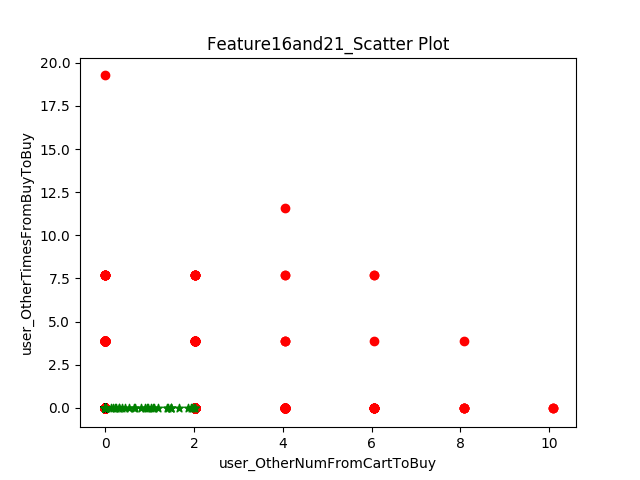 Feature16and21_Scatter Plot
20.0
17.5
15.0
12.5
10.0
7.5
5.0
2.5
0.0
user_OtherTimesFromBuyToBuy
0 2 4 6 8 10
user_OtherNumFromCartToBuy